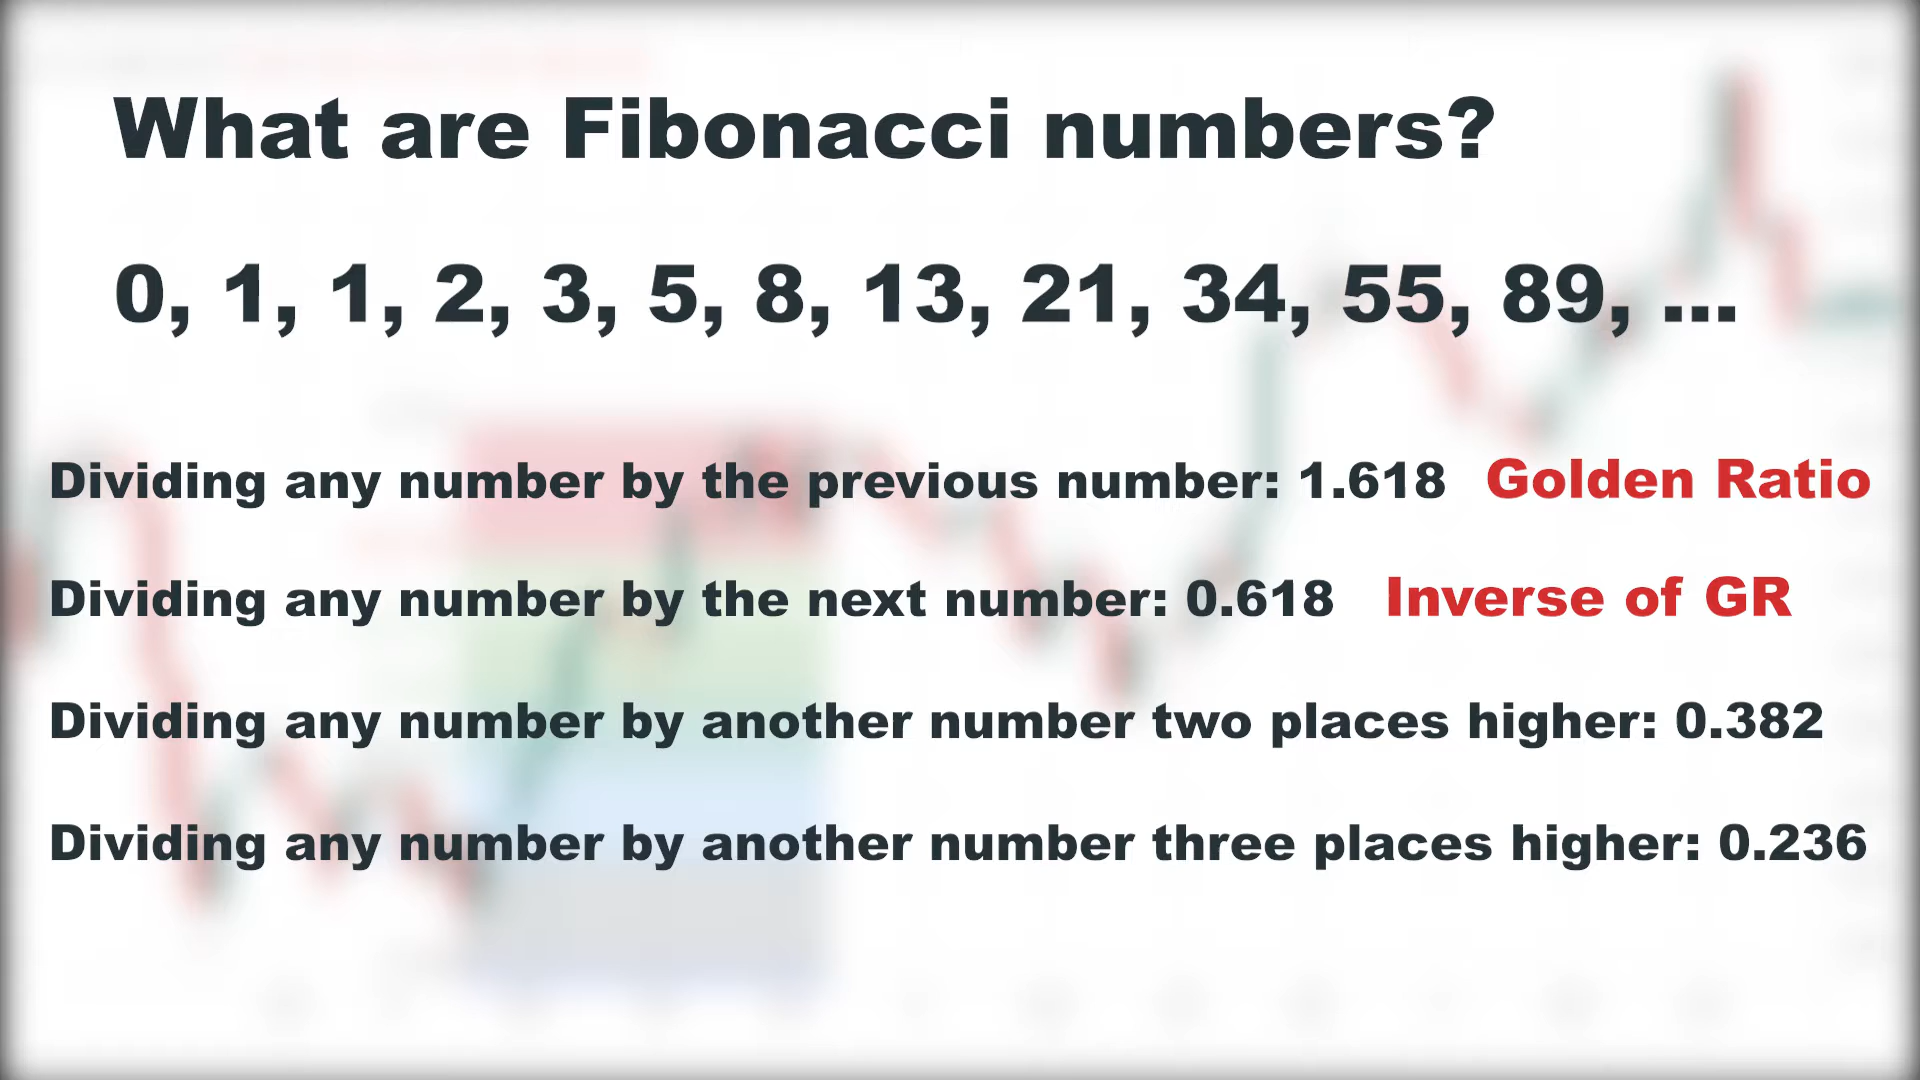 What are Fibonacci numbers?
0, 1, 1, 2, 3, 5, 8, 13, 21, 34, 55, 89, ...
Dividing any number by the previous number: 1.618 Golden Ratio
Dividing any number by the next number: 0.618 Inverse of GR
Dividing any number by another number two places higher: 0.382
Dividing any number by another number three places higher: 0.236